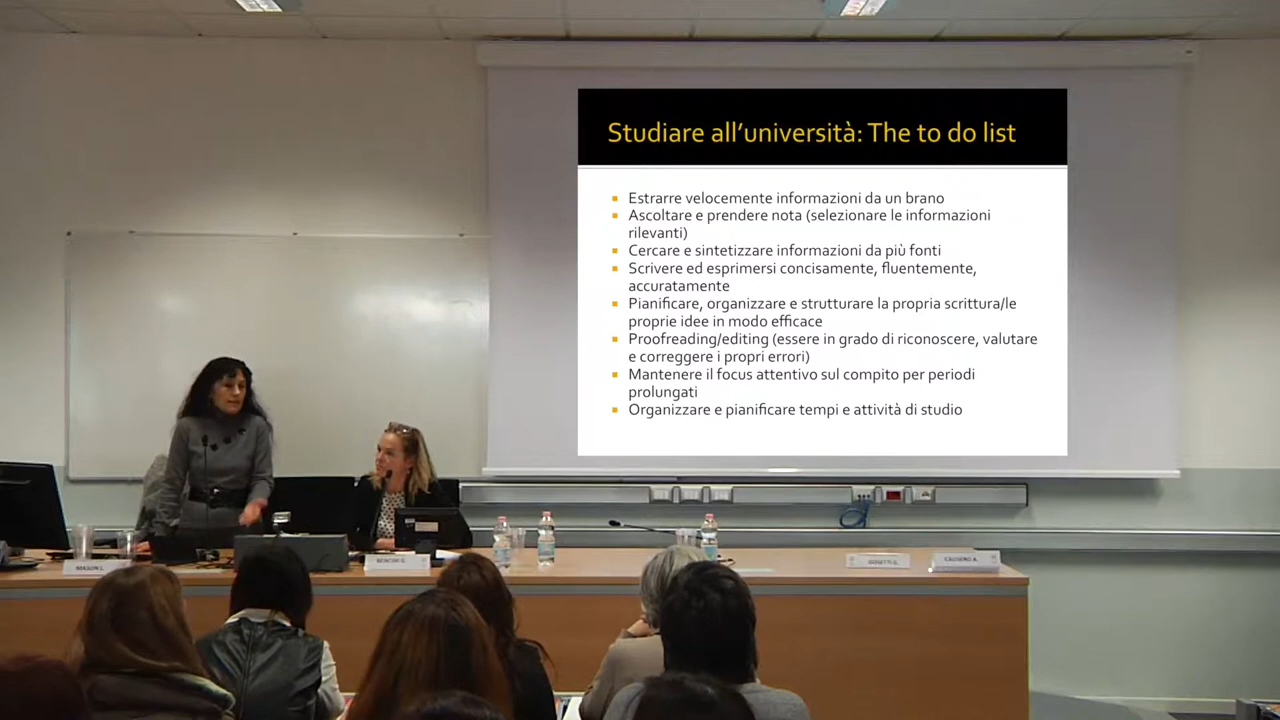 Studiare all'università: The to do list
Estrarre velocemente informazioni da un brano
Ascoltare e prendere nota (selezionare le informazioni
rilevanti)
Cercare e sintetizzare informazioni da più fonti
Scrivere ed esprimersi concisamente, fluentemente,
accuratamente
Pianificare, organizzare e strutturare la propria scrittura/le
proprie idee in modo efficace
Proofreading/editing (essere in grado di riconoscere, valutare
e correggere i propri errori)
Mantenere il focus attentivo sul compito per periodi
prolungati
Organizzare e pianificare tempi e attività di studio
MASON L.